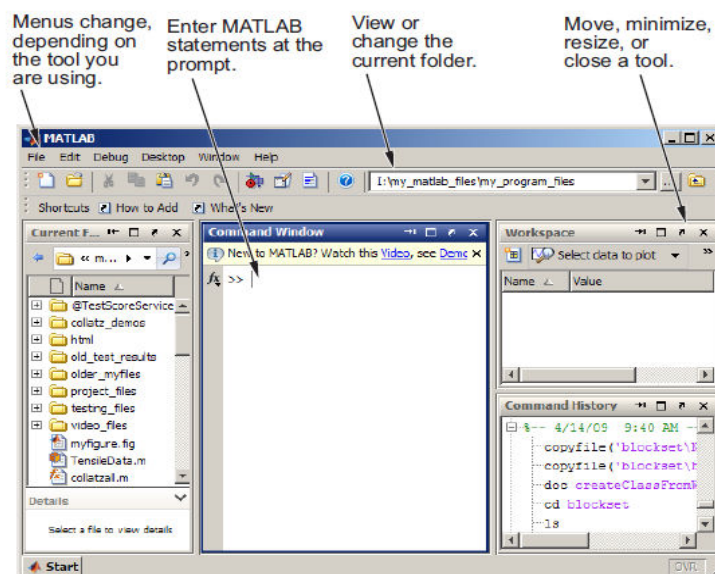 Menus change,
depending on
the tool you
are using.
Enter MATLAB
statements at the
prompt.
View or
change the
current folder.
Move, minimize,
resize, or
close a tool.
MATLAB
File Edit Debug Desktop Window Help
I:\my_matlab_files\my_program_files
...
Shortcuts How to Add What's New
Current F...
« m...
Name
@TestScoreService
collatz_demos
html
old_test_results
older_myfiles
project_files
testing_files
video_files
myfigure.fig
TensileData.m
collatzall.m
Details
Select a file to view details
Command Window
New to MATLAB? Watch this Video, see Demo
fx >>
Workspace
Select data to plot
Name Value
Command History
%-- 4/14/09 9:40 AM --
copyfile('blockset\
copyfile('blockset\
doc createClassFrom
cd blockset
ls
Start
OVR